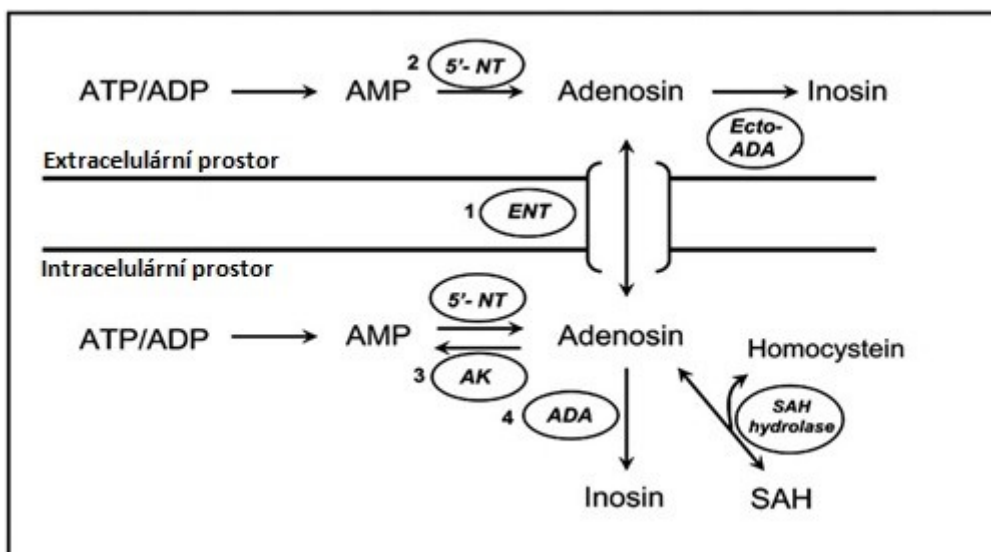 2 5'- NT
ATP/ADP AMP Adenosin Inosin
Ecto-
ADA
Extracelulární prostor
1 ENT
Intracelulární prostor
5'- NT
ATP/ADP AMP Adenosin Homocystein
3 AK
4 ADA
SAH
hydrolase
Inosin SAH